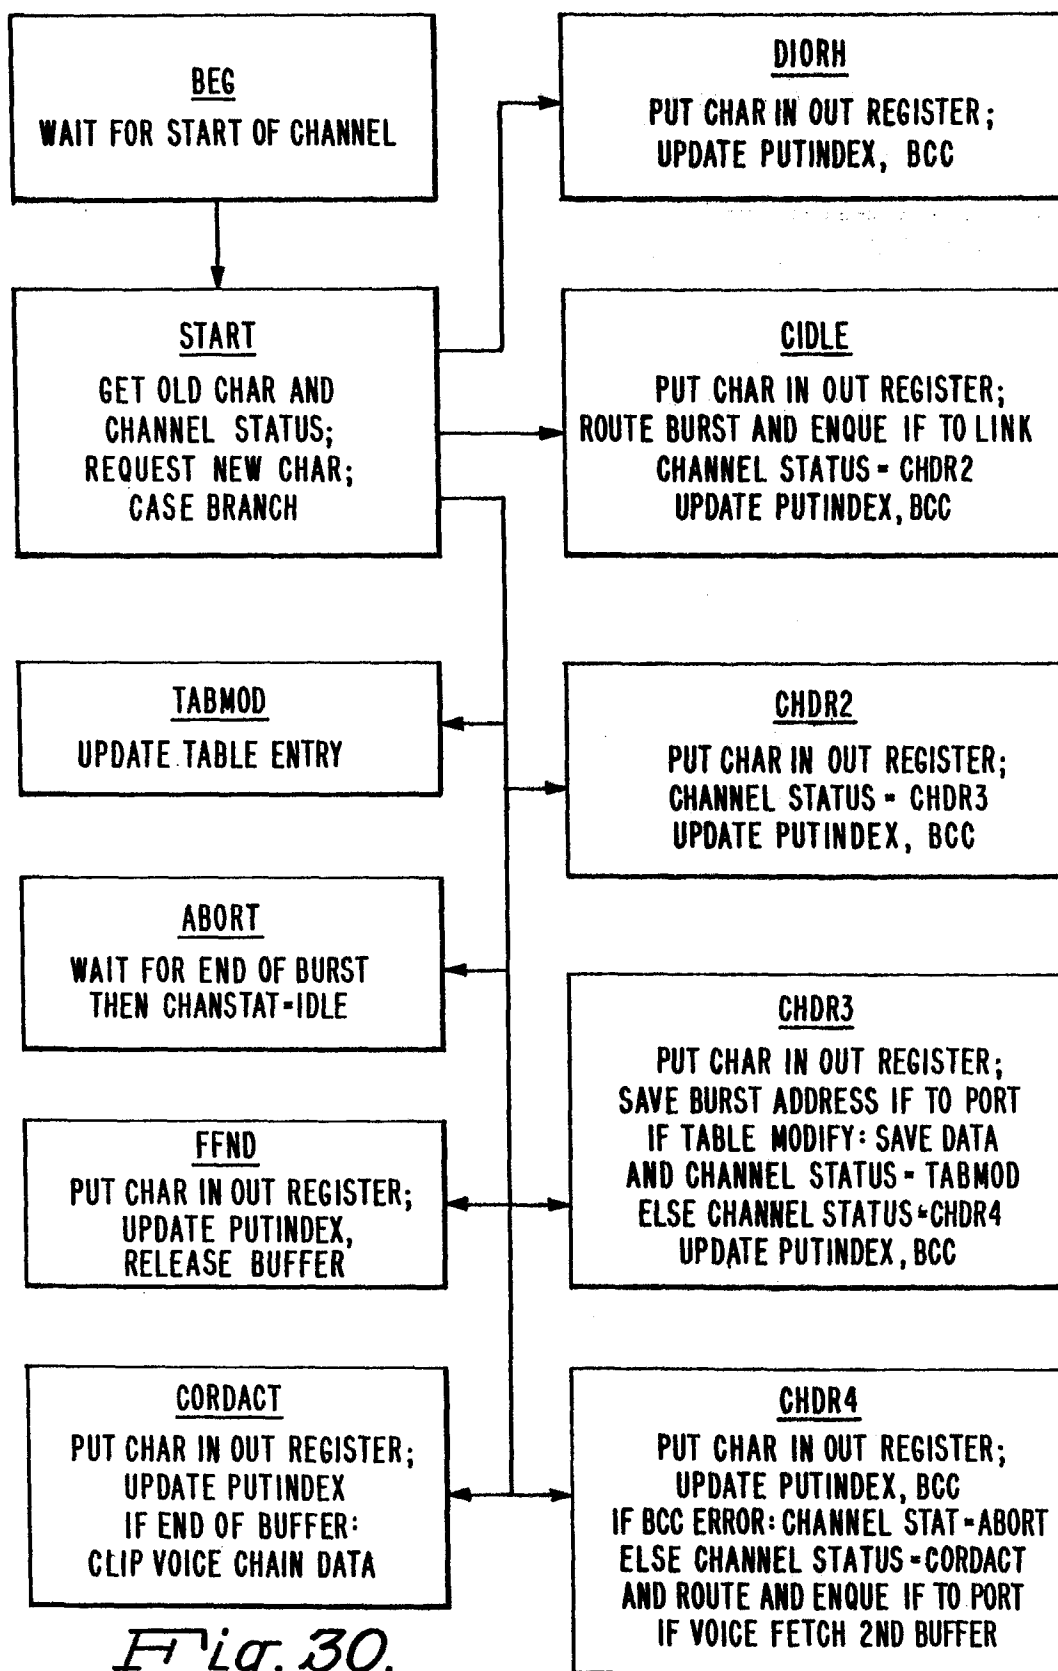 BEG
WAIT FOR START OF CHANNEL
DIORH
PUT CHAR IN OUT REGISTER;
UPDATE PUTINDEX, BCC
START
GET OLD CHAR AND
CHANNEL STATUS;
REQUEST NEW CHAR;
CASE BRANCH
CIDLE
PUT CHAR IN OUT REGISTER;
ROUTE BURST AND ENQUE IF TO LINK
CHANNEL STATUS = CHDR2
UPDATE PUTINDEX, BCC
TABMOD
UPDATE TABLE ENTRY
CHDR2
PUT CHAR IN OUT REGISTER;
CHANNEL STATUS = CHDR3
UPDATE PUTINDEX, BCC
ABORT
WAIT FOR END OF BURST
THEN CHANSTAT=IDLE
CHDR3
PUT CHAR IN OUT REGISTER;
SAVE BURST ADDRESS IF TO PORT
IF TABLE MODIFY: SAVE DATA
AND CHANNEL STATUS = TABMOD
ELSE CHANNEL STATUS=CHDR4
UPDATE PUTINDEX, BCC
FFND
PUT CHAR IN OUT REGISTER;
UPDATE PUTINDEX,
RELEASE BUFFER
CORDACT
PUT CHAR IN OUT REGISTER;
UPDATE PUTINDEX
IF END OF BUFFER:
CLIP VOICE CHAIN DATA
CHDR4
PUT CHAR IN OUT REGISTER;
UPDATE PUTINDEX, BCC
IF BCC ERROR: CHANNEL STAT=ABORT
ELSE CHANNEL STATUS=CORDACT
AND ROUTE AND ENQUE IF TO PORT
IF VOICE FETCH 2ND BUFFER
Fig. 30.